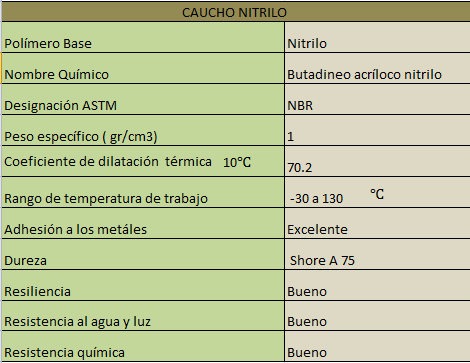 CAUCHO NITRILO
Polímero Base Nitrilo
Nombre Químico Butadineo acríloco nitrilo
Designación ASTM NBR
Peso específico ( gr/cm3) 1
Coeficiente de dilatación térmica 10℃ 70.2
Rango de temperatura de trabajo -30 a 130 ℃
Adhesión a los metáles Excelente
Dureza Shore A 75
Resiliencia Bueno
Resistencia al agua y luz Bueno
Resistencia química Bueno